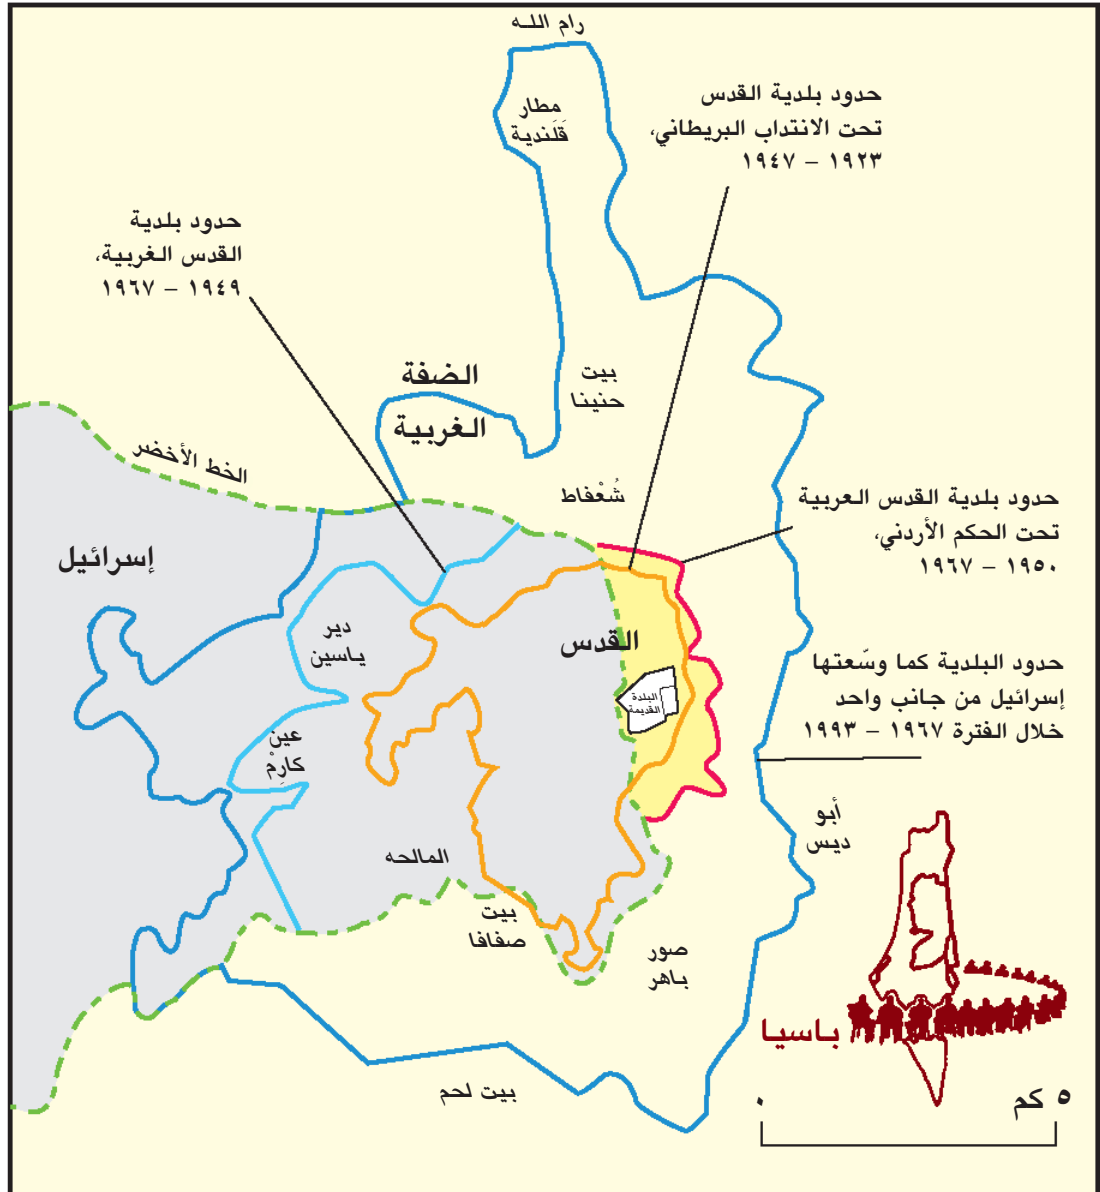 رام اللـه
حدود بلدية القدس
تحت الانتداب البريطاني،
١٩٢٣ – ١٩٤٧
مطار
قَلَندية
حدود بلدية
القدس الغربية،
١٩٤٩ – ١٩٦٧
الضفة
الغربية
بيت
حنينا
الخط الأخضر
شُعْفاط
حدود بلدية القدس العربية
تحت الحكم الأردني،
١٩٥٠ – ١٩٦٧
إسرائيل
دير
ياسين
القدس
البلدة
القديمة
حدود البلدية كما وسّعتها
إسرائيل من جانب واحد
خلال الفترة ١٩٦٧ – ١٩٩٣
عين
كارِمْ
أبو
ديس
المالحه
بيت
صفافا
صور
باهر
باسيا
بيت لحم
٠
٥ كم